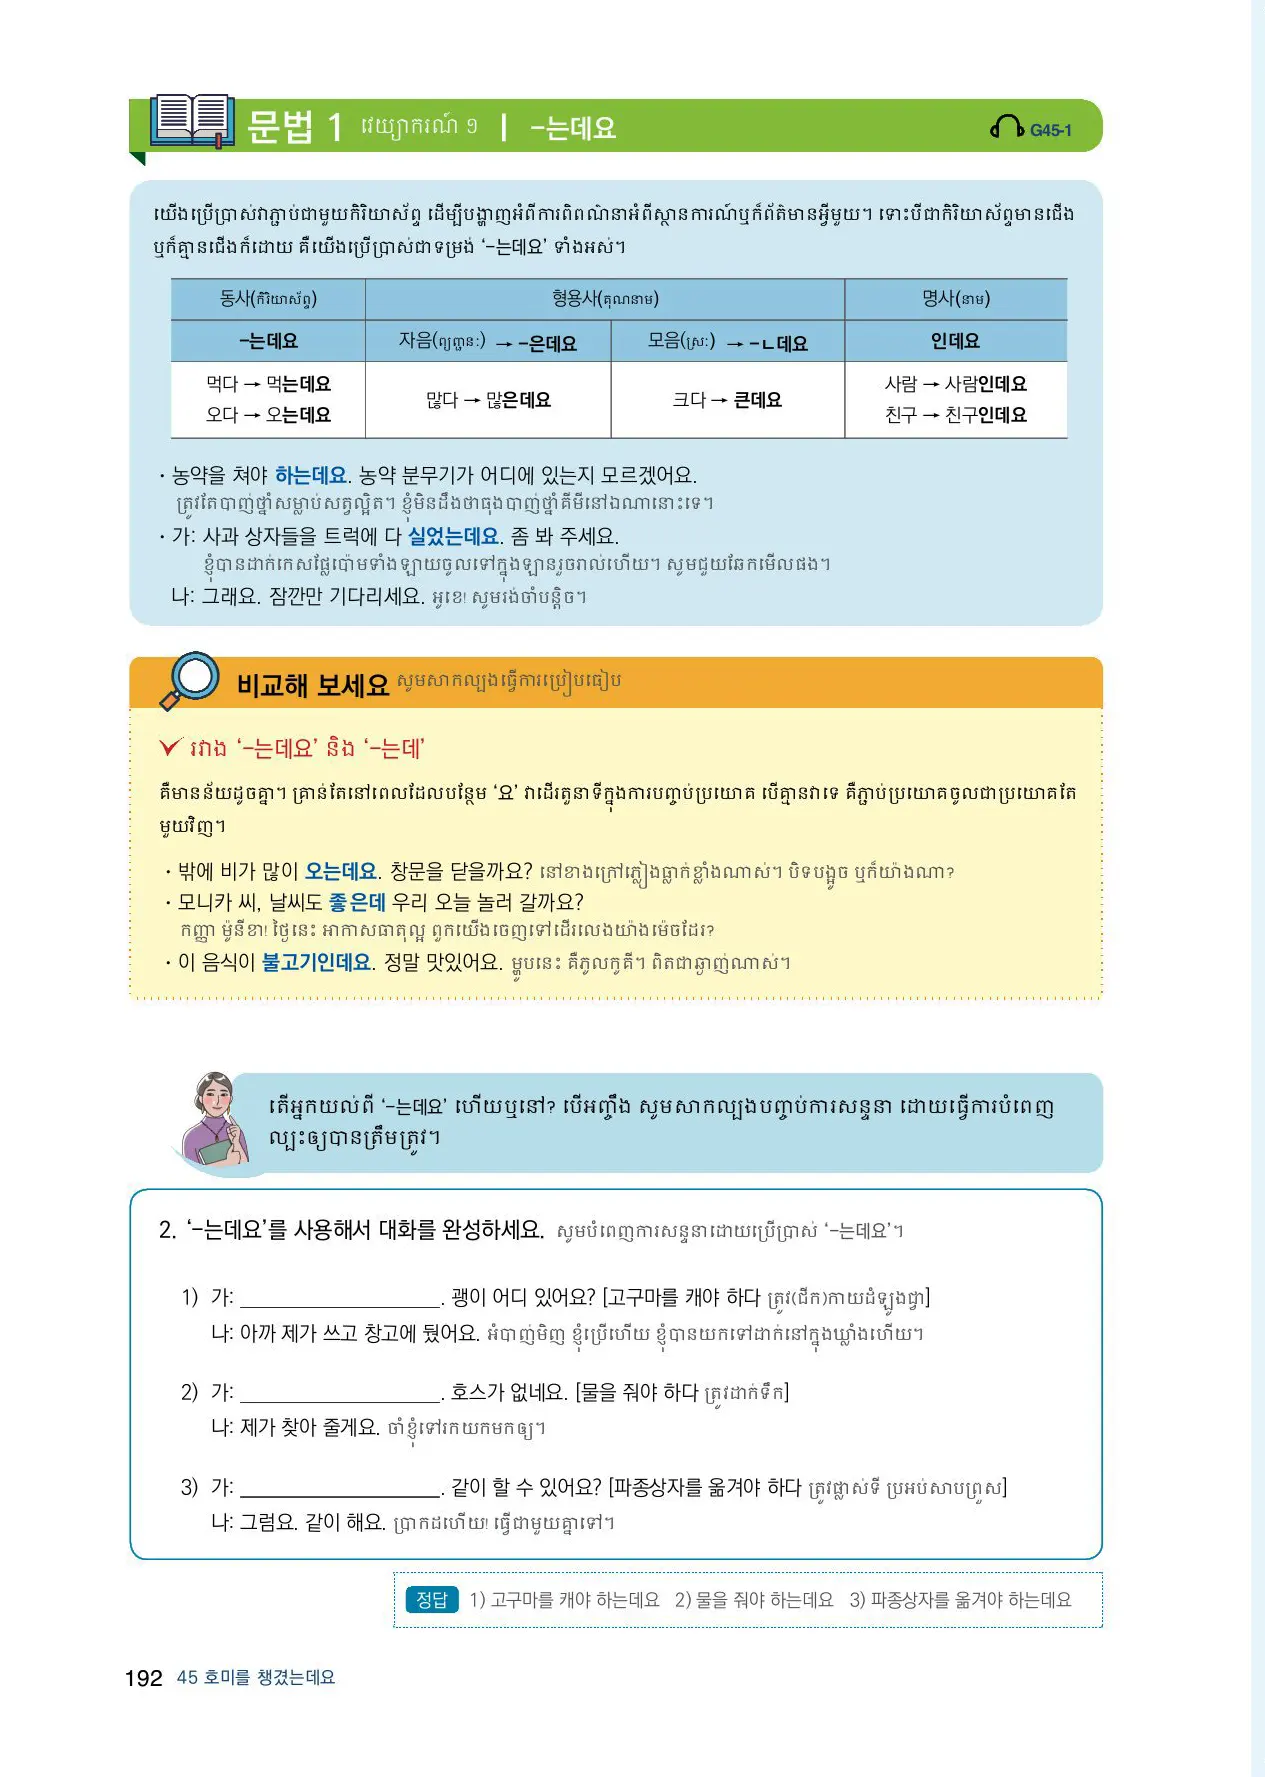 문법 1 វេយ្យាករណ៍ ១ | -는데요 G45-1
យើងប្រើប្រាស់វាភ្ជាប់ជាមួយកិរិយាស័ព្ទ ដើម្បីបង្ហាញអំពីការពិពណ៌នាអំពីស្ថានការណ៍ឬក៏ព័ត៌មានអ្វីមួយ។ ទោះបីជាកិរិយាស័ព្ទមានជើង
ឬក៏គ្មានជើងក៏ដោយ គឺយើងប្រើប្រាស់ជាទម្រង់ ‘-는데요’ ទាំងអស់។
동사(កិរិយាស័ព្ទ) 형용사(គុណនាម) 명사(នាម)
-는데요 자음(ព្យញ្ជនៈ) → -은데요 모음(ស្រៈ) → -ㄴ데요 인데요
먹다 → 먹는데요 많다 → 많은데요 크다 → 큰데요 사람 → 사람인데요
오다 → 오는데요 친구 → 친구인데요
· 농약을 쳐야 하는데요. 농약 분무기가 어디에 있는지 모르겠어요.
ត្រូវតែបាញ់ថ្នាំសម្លាប់សត្វល្អិត។ ខ្ញុំមិនដឹងថាធុងបាញ់ថ្នាំគឺមីនៅឯណានោះទេ។
· 가: 사과 상자들을 트럭에 다 실었는데요. 좀 봐 주세요.
ខ្ញុំបានដាក់កេសផ្លែប៉ោមទាំងឡាយចូលទៅក្នុងឡានរួចរាល់ហើយ។ សូមជួយឆែកមើលផង។
나: 그래요. 잠깐만 기다리세요. អូខេ! សូមរង់ចាំបន្តិច។
비교해 보세요 សូមសាកល្បងធ្វើការប្រៀបធៀប
រវាង ‘-는데요’ និង ‘-는데’
គឺមានន័យដូចគ្នា។ គ្រាន់តែនៅពេលដែលបន្ថែម ‘요’ វាដើរតួនាទីក្នុងការបញ្ចប់ប្រយោគ បើគ្មានវាទេ គឺភ្ជាប់ប្រយោគចូលជាប្រយោគតែ
មួយវិញ។
· 밖에 비가 많이 오는데요. 창문을 닫을까요? នៅខាងក្រៅភ្លៀងធ្លាក់ខ្លាំងណាស់។ បិទបង្អួច ឬក៏យ៉ាងណា?
· 모니카 씨, 날씨도 좋은데 우리 오늘 놀러 갈까요?
កញ្ញា ម៉ូនីខា! ថ្ងៃនេះ អាកាសធាតុល្អ ពួកយើងចេញទៅដើរលេងយ៉ាងម៉េចដែរ?
· 이 음식이 불고기인데요. 정말 맛있어요. ម្ហូបនេះ គឺភូលកូគី។ ពិតជាឆ្ងាញ់ណាស់។
តើអ្នកយល់ពី ‘-는데요’ ហើយឬនៅ? បើអញ្ចឹង សូមសាកល្បងបញ្ចប់ការសន្ទនា ដោយធ្វើការបំពេញ
ល្បះឲ្យបានត្រឹមត្រូវ។
2. ‘-는데요’를 사용해서 대화를 완성하세요. សូមបំពេញការសន្ទនាដោយប្រើប្រាស់ ‘-는데요’។
1) 가: ____________________. 괭이 어디 있어요? [고구마를 캐야 하다 ត្រូវ(ជីក)កាយដំឡូងជ្វា]
나: 아까 제가 쓰고 창고에 뒀어요. អំបាញ់មិញ ខ្ញុំប្រើហើយ ខ្ញុំបានយកទៅដាក់នៅក្នុងឃ្លាំងហើយ។
2) 가: ____________________. 호스가 없네요. [물을 줘야 하다 ត្រូវដាក់ទឹក]
나: 제가 찾아 줄게요. ចាំខ្ញុំទៅរកយកមកឲ្យ។
3) 가: ____________________. 같이 할 수 있어요? [파종상자를 옮겨야 하다 ត្រូវផ្លាស់ទី ប្រអប់សាបព្រួស]
나: 그럼요. 같이 해요. ប្រាកដហើយ! ធ្វើជាមួយគ្នាទៅ។
정답 1) 고구마를 캐야 하는데요 2) 물을 줘야 하는데요 3) 파종상자를 옮겨야 하는데요
192 45 호미를 챙겼는데요